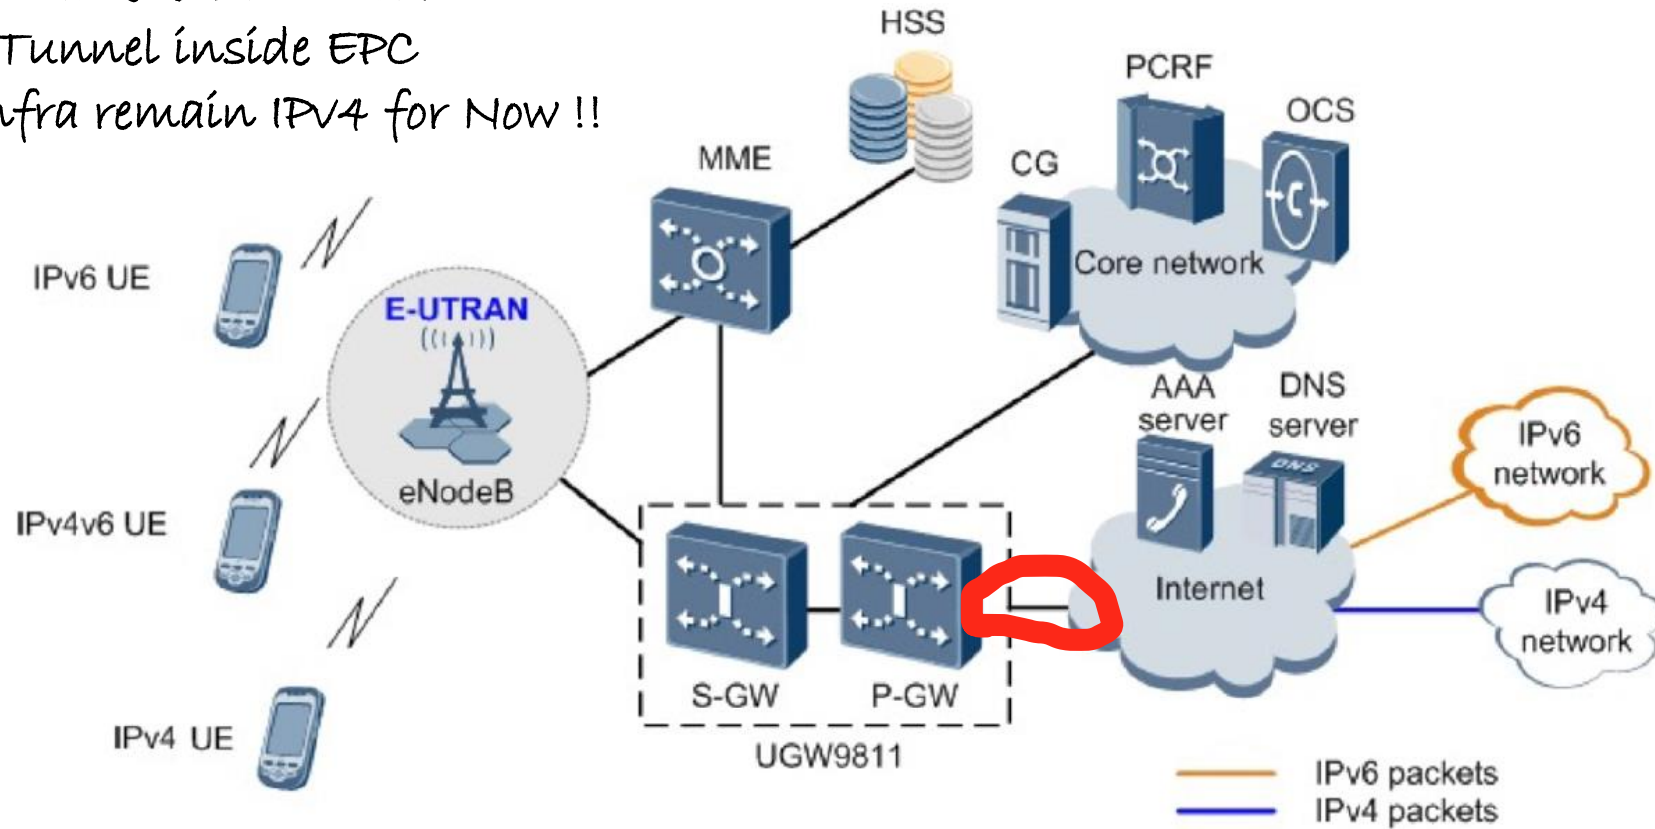 Tunnel inside EPC
nfra remain IPV4 for Now !!
HSS
PCRF
OCS
MME
CG
Core network
IPv6 UE
E-UTRAN
eNodeB
AAA
server
DNS
server
DNS
IPv6
network
IPv4v6 UE
Internet
IPv4
network
S-GW
P-GW
IPv4 UE
UGW9811
IPv6 packets
IPv4 packets